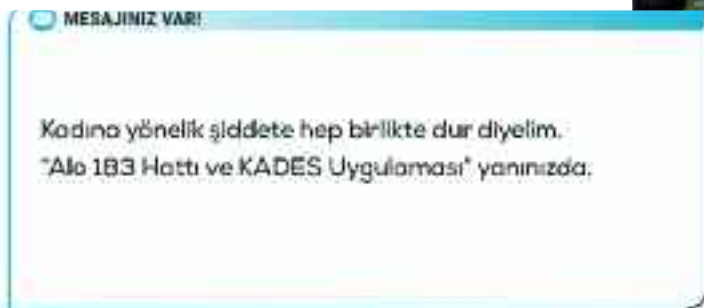 MESAJINIZ VAR!
Kadına yönelik şiddete hep birlikte dur diyelim.
"Alo 183 Hattı ve KADES Uygulaması" yanınızda.